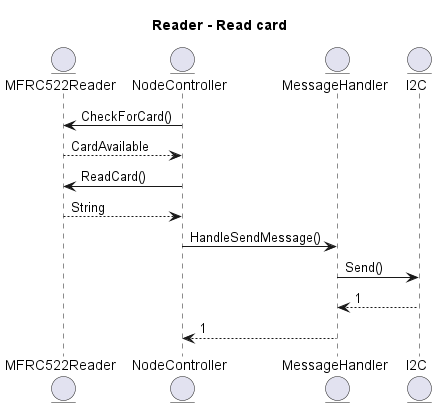 Reader - Read card
MFRC522Reader NodeController MessageHandler I2C
CheckForCard()
CardAvailable
ReadCard()
String
HandleSendMessage()
Send()
1
1
MFRC522Reader NodeController MessageHandler I2C